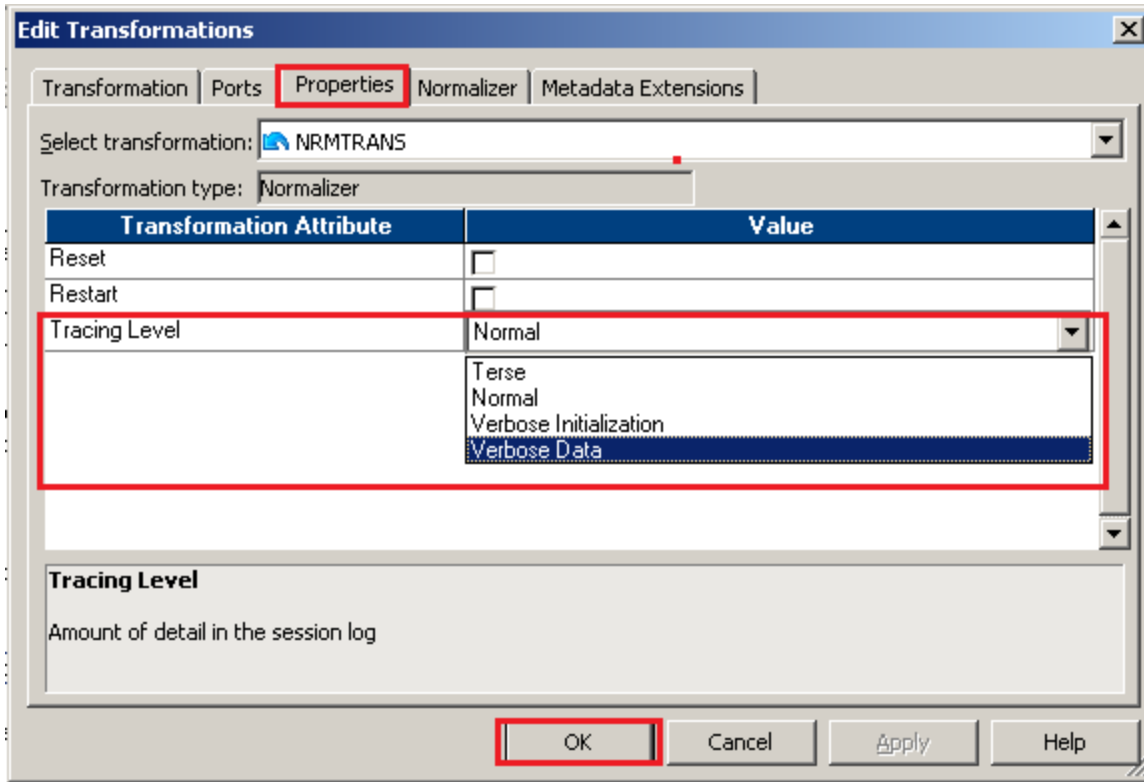 Edit Transformations
Transformation Ports Properties Normalizer Metadata Extensions
Select transformation: NRMTRANS
Transformation type: Normalizer
Transformation Attribute Value
Reset
Restart
Tracing Level Normal
Terse
Normal
Verbose Initialization
Verbose Data
Tracing Level
Amount of detail in the session log
OK Cancel Apply Help